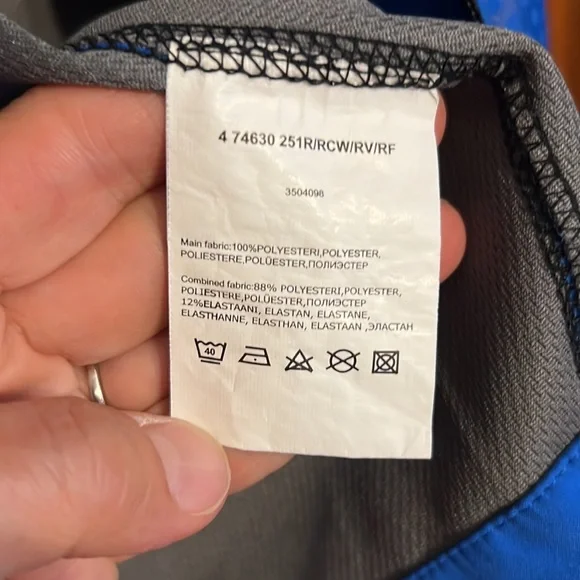 4 74630 251R/RCW/RV/RF
3504096
Main fabric:100%POLYESTERI,POLYESTER,
POLIESTERE,POLÜESTER,ПОЛИЭСТЕР
Combined fabric:88% POLYESTERI,POLYESTER,
POLIESTERE,POLÜESTER,ПОЛИЭСТЕР
12%ELASTAANI, ELASTAN, ELASTANE,
ELASTHANNE, ELASTHAN, ELASTAAN ,ЭЛАСТАН
40